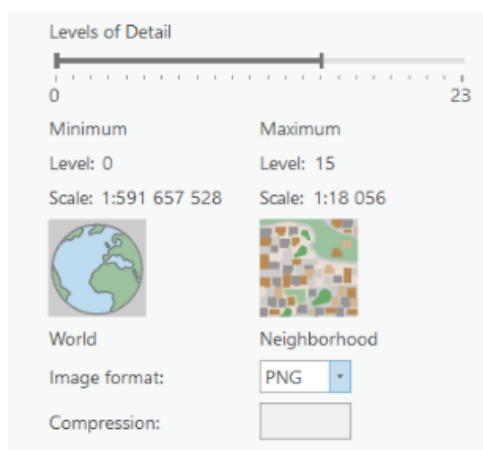 Levels of Detail
0 23
Minimum Maximum
Level: 0 Level: 15
Scale: 1:591 657 528 Scale: 1:18 056
World Neighborhood
Image format: PNG
Compression: